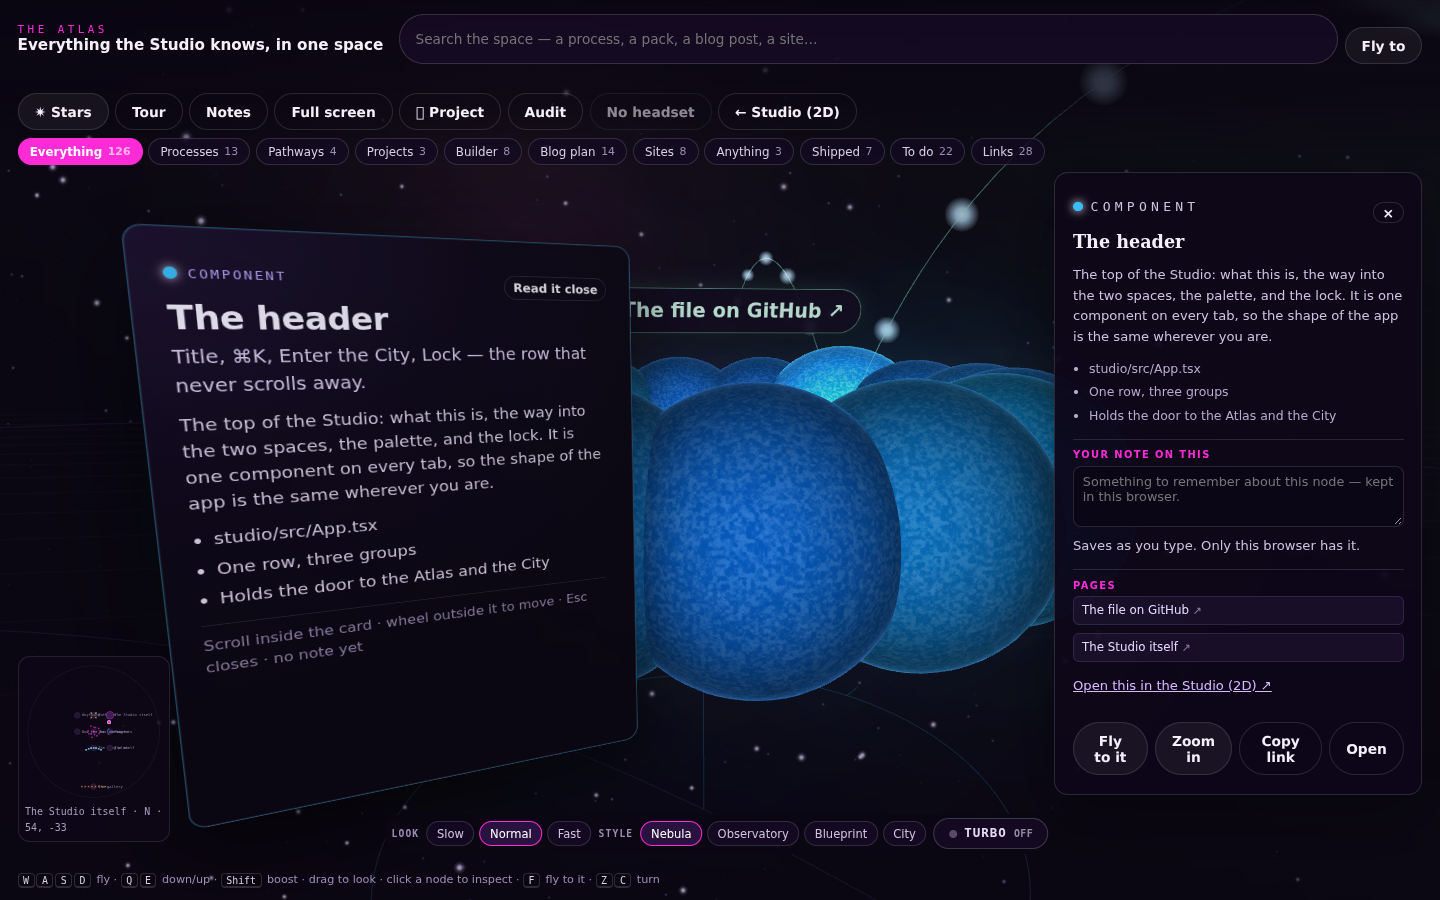 THE ATLAS
Everything the Studio knows, in one space
Search the space — a process, a pack, a blog post, a site…
Fly to
✷ Stars
Tour
Notes
Full screen
Project
Audit
No headset
← Studio (2D)
Everything 126
Processes 13
Pathways 4
Projects 3
Builder 8
Blog plan 14
Sites 8
Anything 3
Shipped 7
To do 22
Links 28
COMPONENT
Read it close
The header
Title, ⌘K, Enter the City, Lock — the row that
never scrolls away.
The top of the Studio: what this is, the way into
the two spaces, the palette, and the lock. It is
one component on every tab, so the shape of the
app is the same wherever you are.
• studio/src/App.tsx
• One row, three groups
• Holds the door to the Atlas and the City
Scroll inside the card · wheel outside it to move · Esc
closes · no note yet
The file on GitHub ↗
COMPONENT
×
The header
The top of the Studio: what this is, the way into
the two spaces, the palette, and the lock. It is one
component on every tab, so the shape of the app
is the same wherever you are.
• studio/src/App.tsx
• One row, three groups
• Holds the door to the Atlas and the City
YOUR NOTE ON THIS
Something to remember about this node — kept
in this browser.
Saves as you type. Only this browser has it.
PAGES
The file on GitHub ↗
The Studio itself ↗
Open this in the Studio (2D) ↗
Fly
to it
Zoom
in
Copy
link
Open
The Studio itself · N ·
54, -33
LOOK
Slow
Normal
Fast
STYLE
Nebula
Observatory
Blueprint
City
TURBO OFF
W A S D fly · Q E down/up · Shift boost · drag to look · click a node to inspect · F fly to it · Z C turn